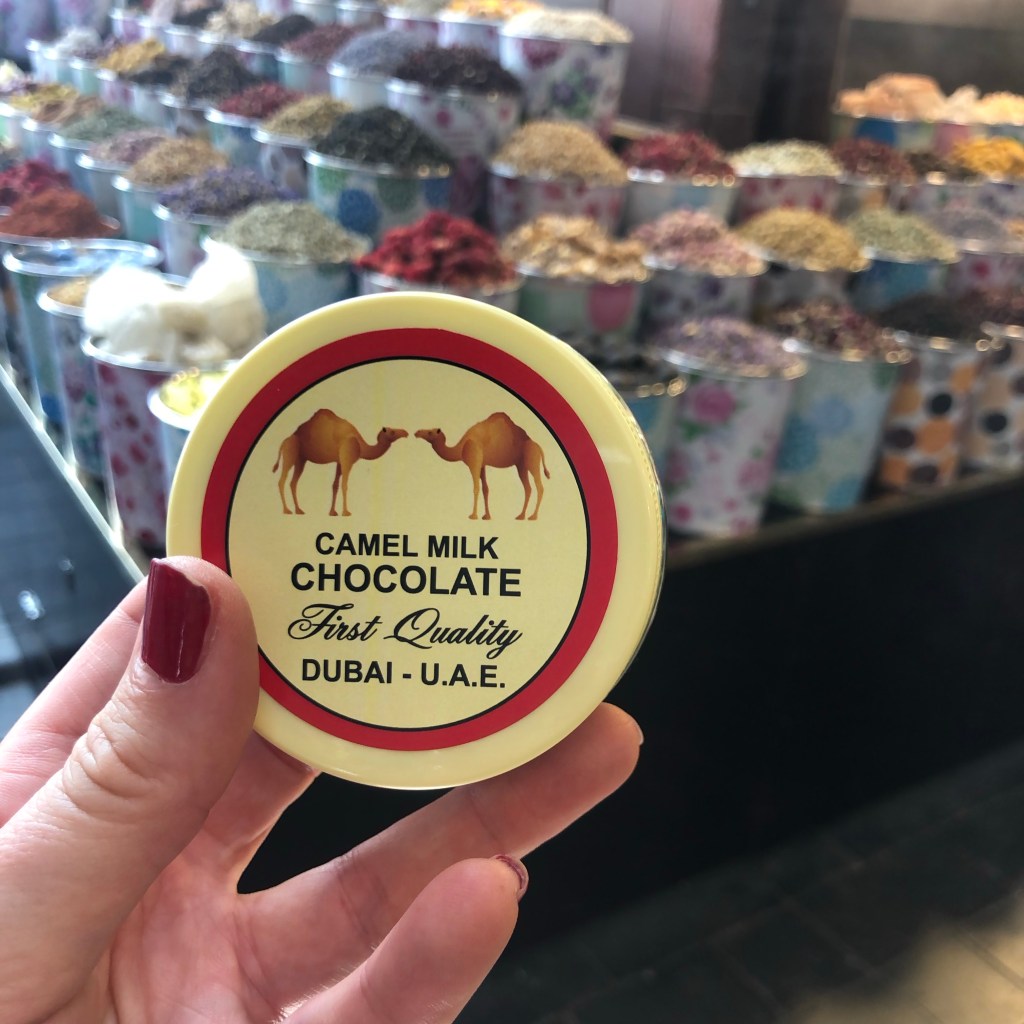 CAMEL MILK
CHOCOLATE
First Quality
DUBAI - U.A.E.